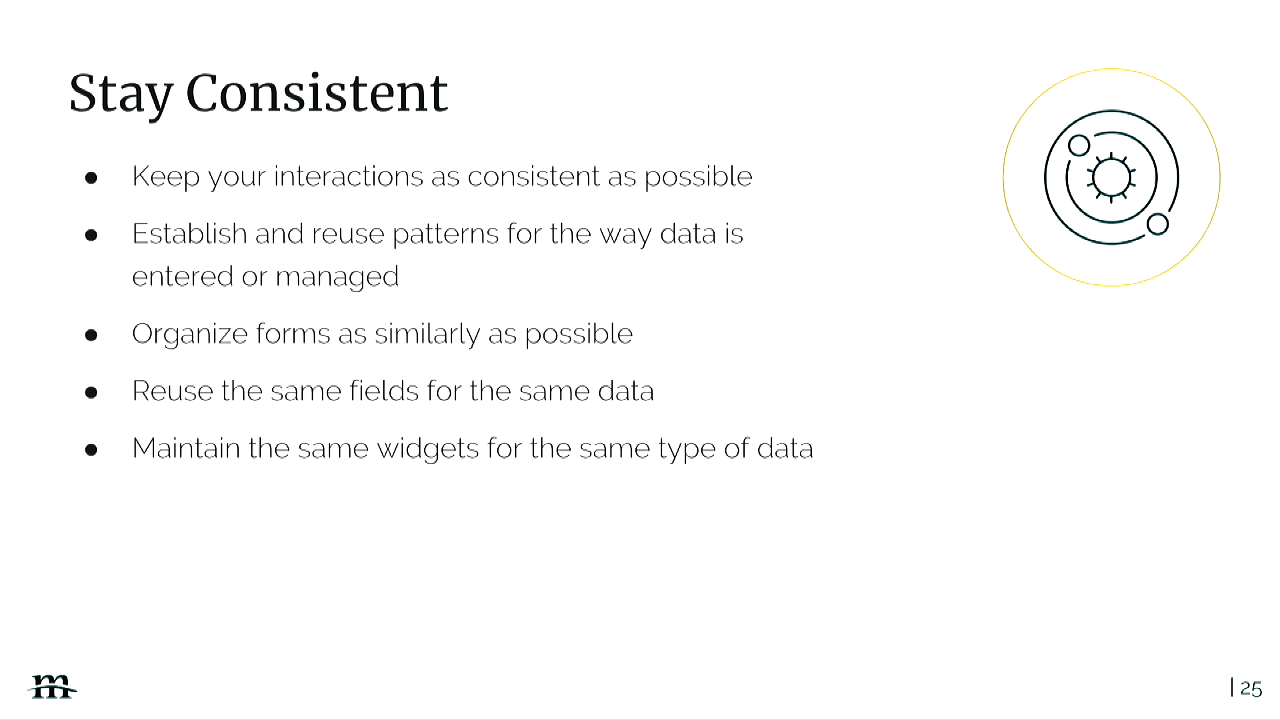 Stay Consistent
● Keep your interactions as consistent as possible
● Establish and reuse patterns for the way data is
entered or managed
● Organize forms as similarly as possible
● Reuse the same fields for the same data
● Maintain the same widgets for the same type of data
m
| 25